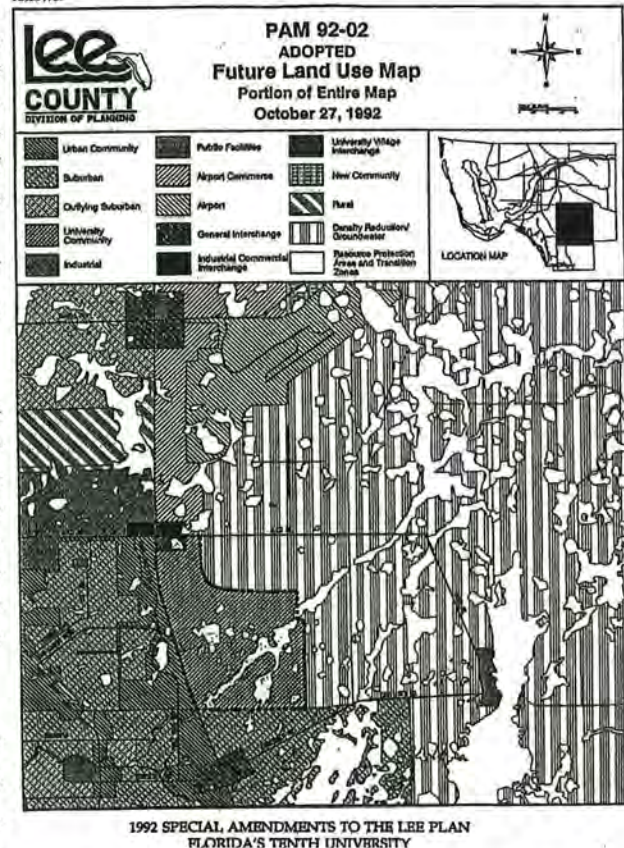 Lee
COUNTY
DIVISION OF PLANNING
PAM 92-02
ADOPTED
Future Land Use Map
Portion of Entire Map
October 27, 1992
N
W
E
S
Urban Community
Suburban
Outlying Suburban
University
Community
Industrial
Public Facilities
Airport Commerce
Airport
General Interchange
Industrial Commercial
Interchange
University Village
Interchange
New Community
Rural
Density Reduction/
Groundwater
Resource Protection
Areas and Transition
Zones
LOCATION MAP
1992 SPECIAL AMENDMENTS TO THE LEE PLAN
FLORIDA'S TENTH UNIVERSITY